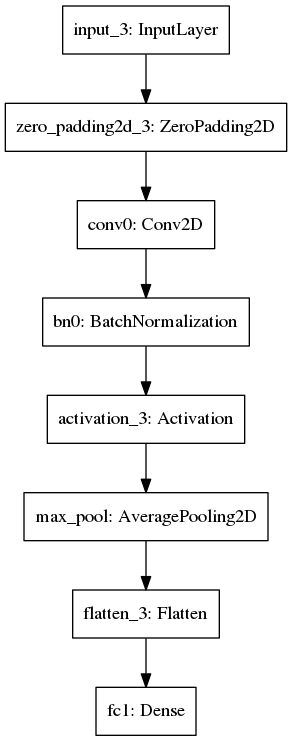 input_3: InputLayer
zero_padding2d_3: ZeroPadding2D
conv0: Conv2D
bn0: BatchNormalization
activation_3: Activation
max_pool: AveragePooling2D
flatten_3: Flatten
fc1: Dense